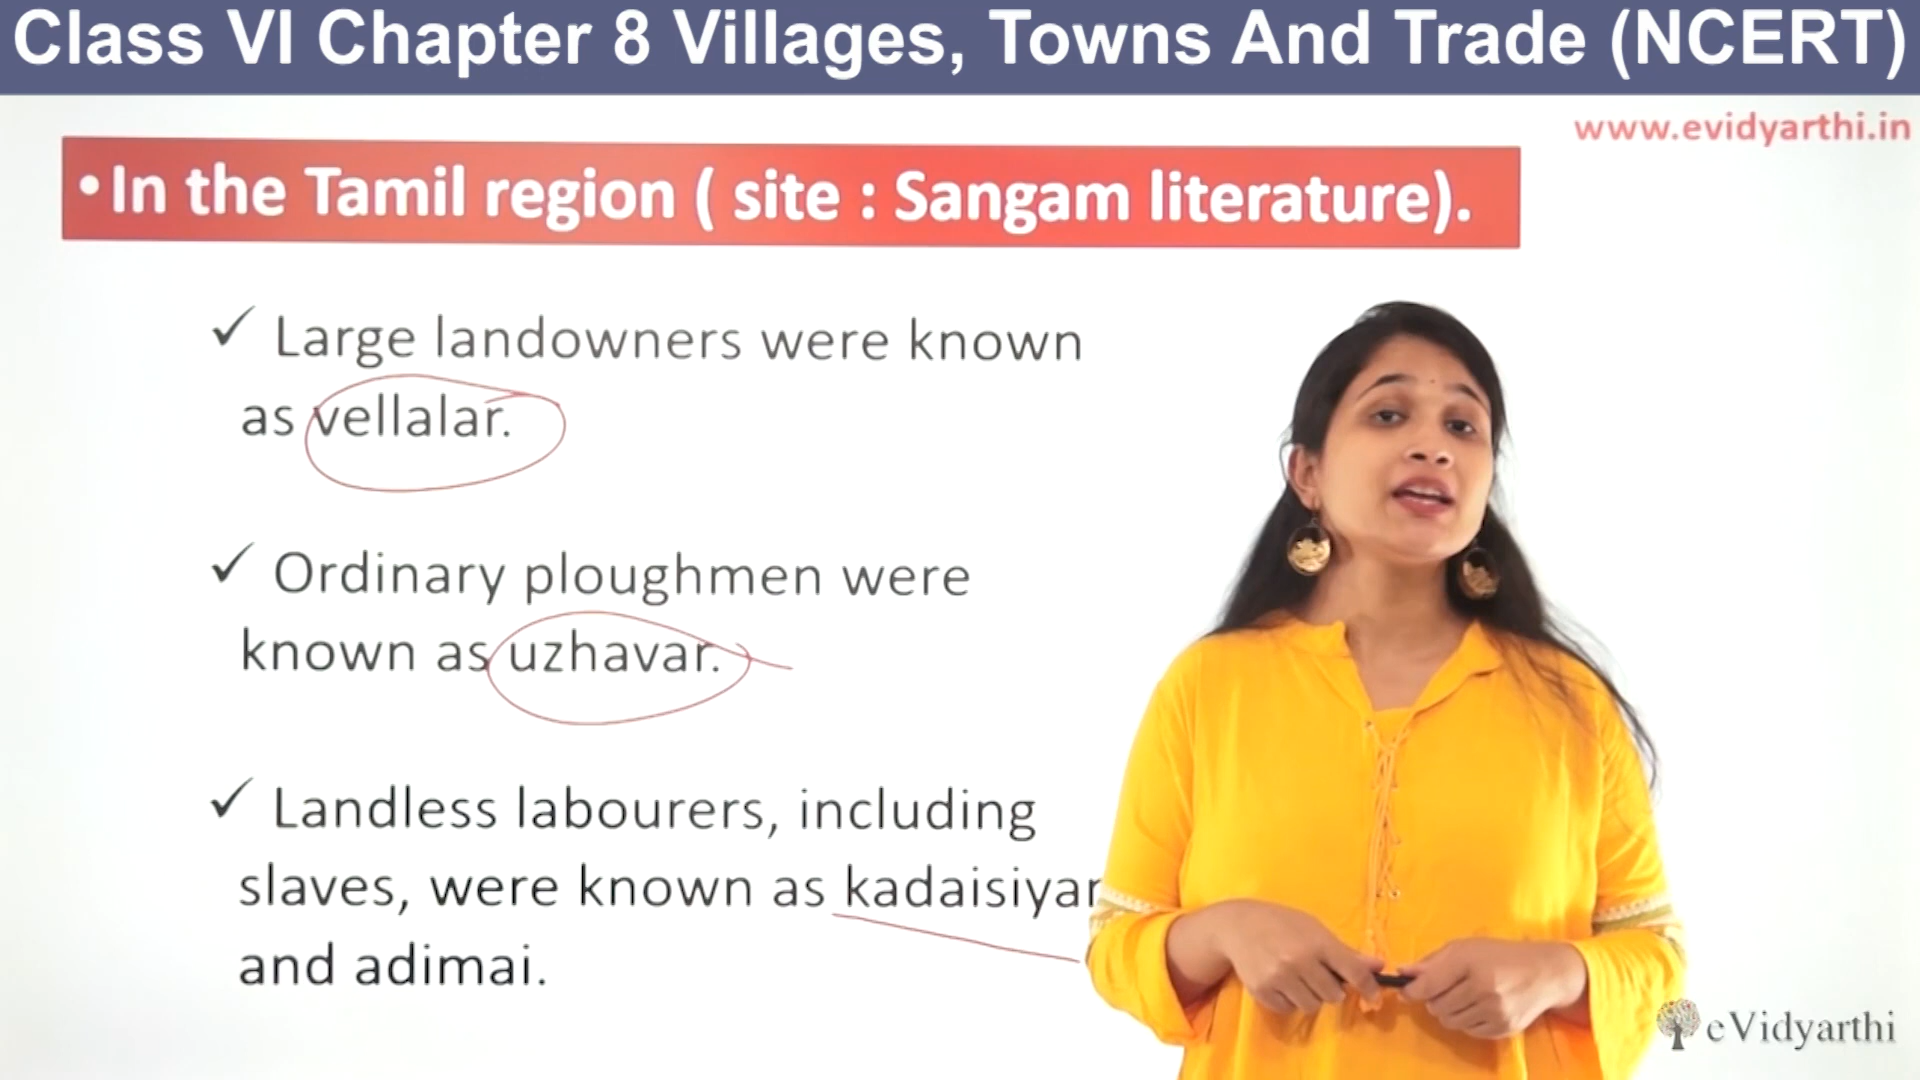 Class VI Chapter 8 Villages, Towns And Trade (NCERT)
www.evidyarthi.in
•In the Tamil region ( site : Sangam literature).
✓ Large landowners were known
as vellalar.
✓ Ordinary ploughmen were
known as uzhavar.
✓ Landless labourers, including
slaves, were known as kadaisiyar
and adimai.
eVidyarthi